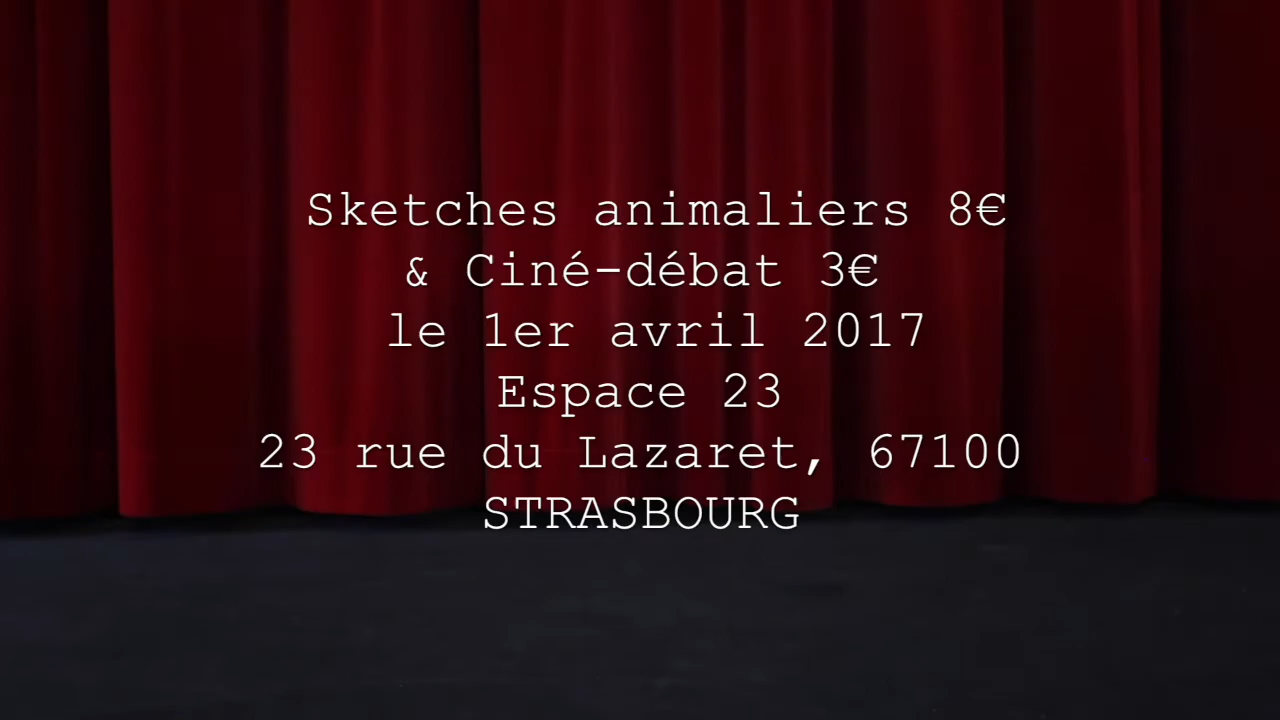 Sketches animaliers 8€
& Ciné-débat 3€
le 1er avril 2017
Espace 23
23 rue du Lazaret, 67100
STRASBOURG